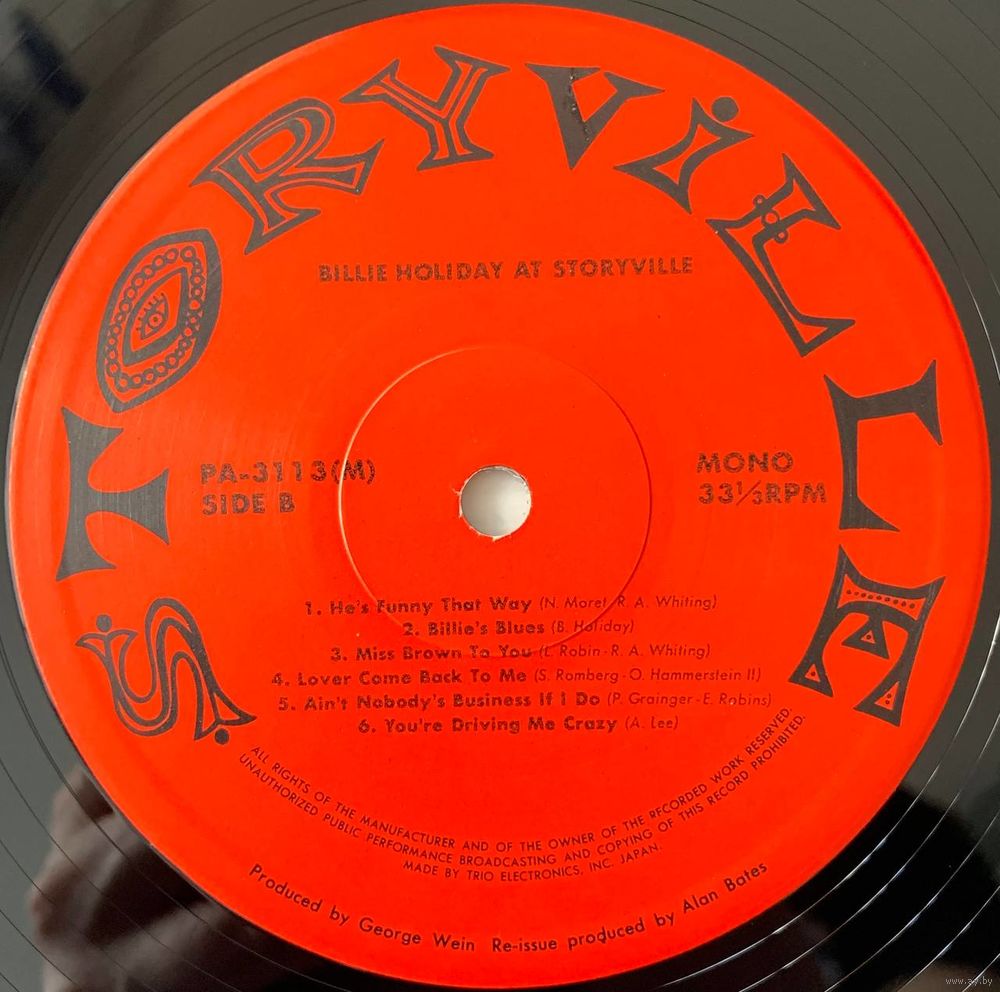 STORYViLLE
BILLIE HOLIDAY AT STORYVILLE
PA-3113(M)
SIDE B
MONO
33⅓RPM
1. He's Funny That Way (N. Moret R. A. Whiting)
2. Billie's Blues (B. Holiday)
3. Miss Brown To You (L. Robin - R. A. Whiting)
4. Lover Come Back To Me (S. Romberg - O. Hammerstein II)
5. Ain't Nobody's Business If I Do (P. Grainger - E. Robins)
6. You're Driving Me Crazy (A. Lee)
ALL RIGHTS OF THE MANUFACTURER AND OF THE OWNER OF THE RECORDED WORK RESERVED.
UNAUTHORIZED PUBLIC PERFORMANCE BROADCASTING AND COPYING OF THIS RECORD PROHIBITED.
MADE BY TRIO ELECTRONICS, INC. JAPAN.
Produced by George Wein Re-issue produced by Alan Bates
www.ay.by